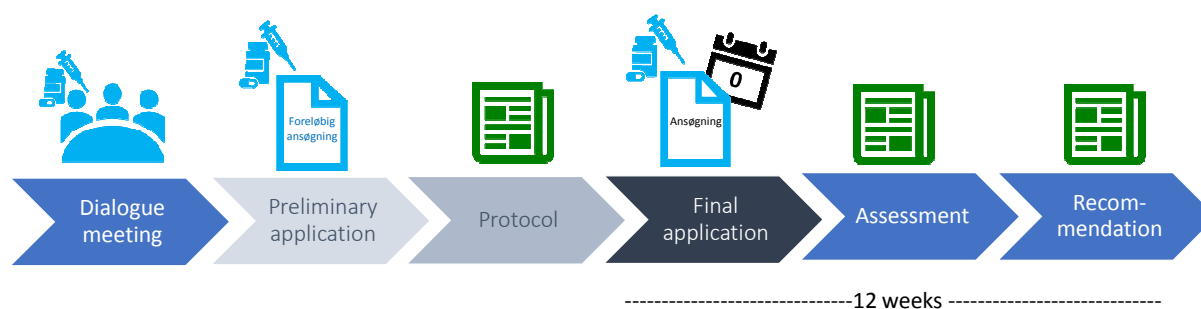 Foreløbig
ansøgning
0
Ansøgning
Dialogue
meeting
Preliminary
application
Protocol
Final
application
Assessment
Recom-
mendation
-------------------------------12 weeks -----------------------------